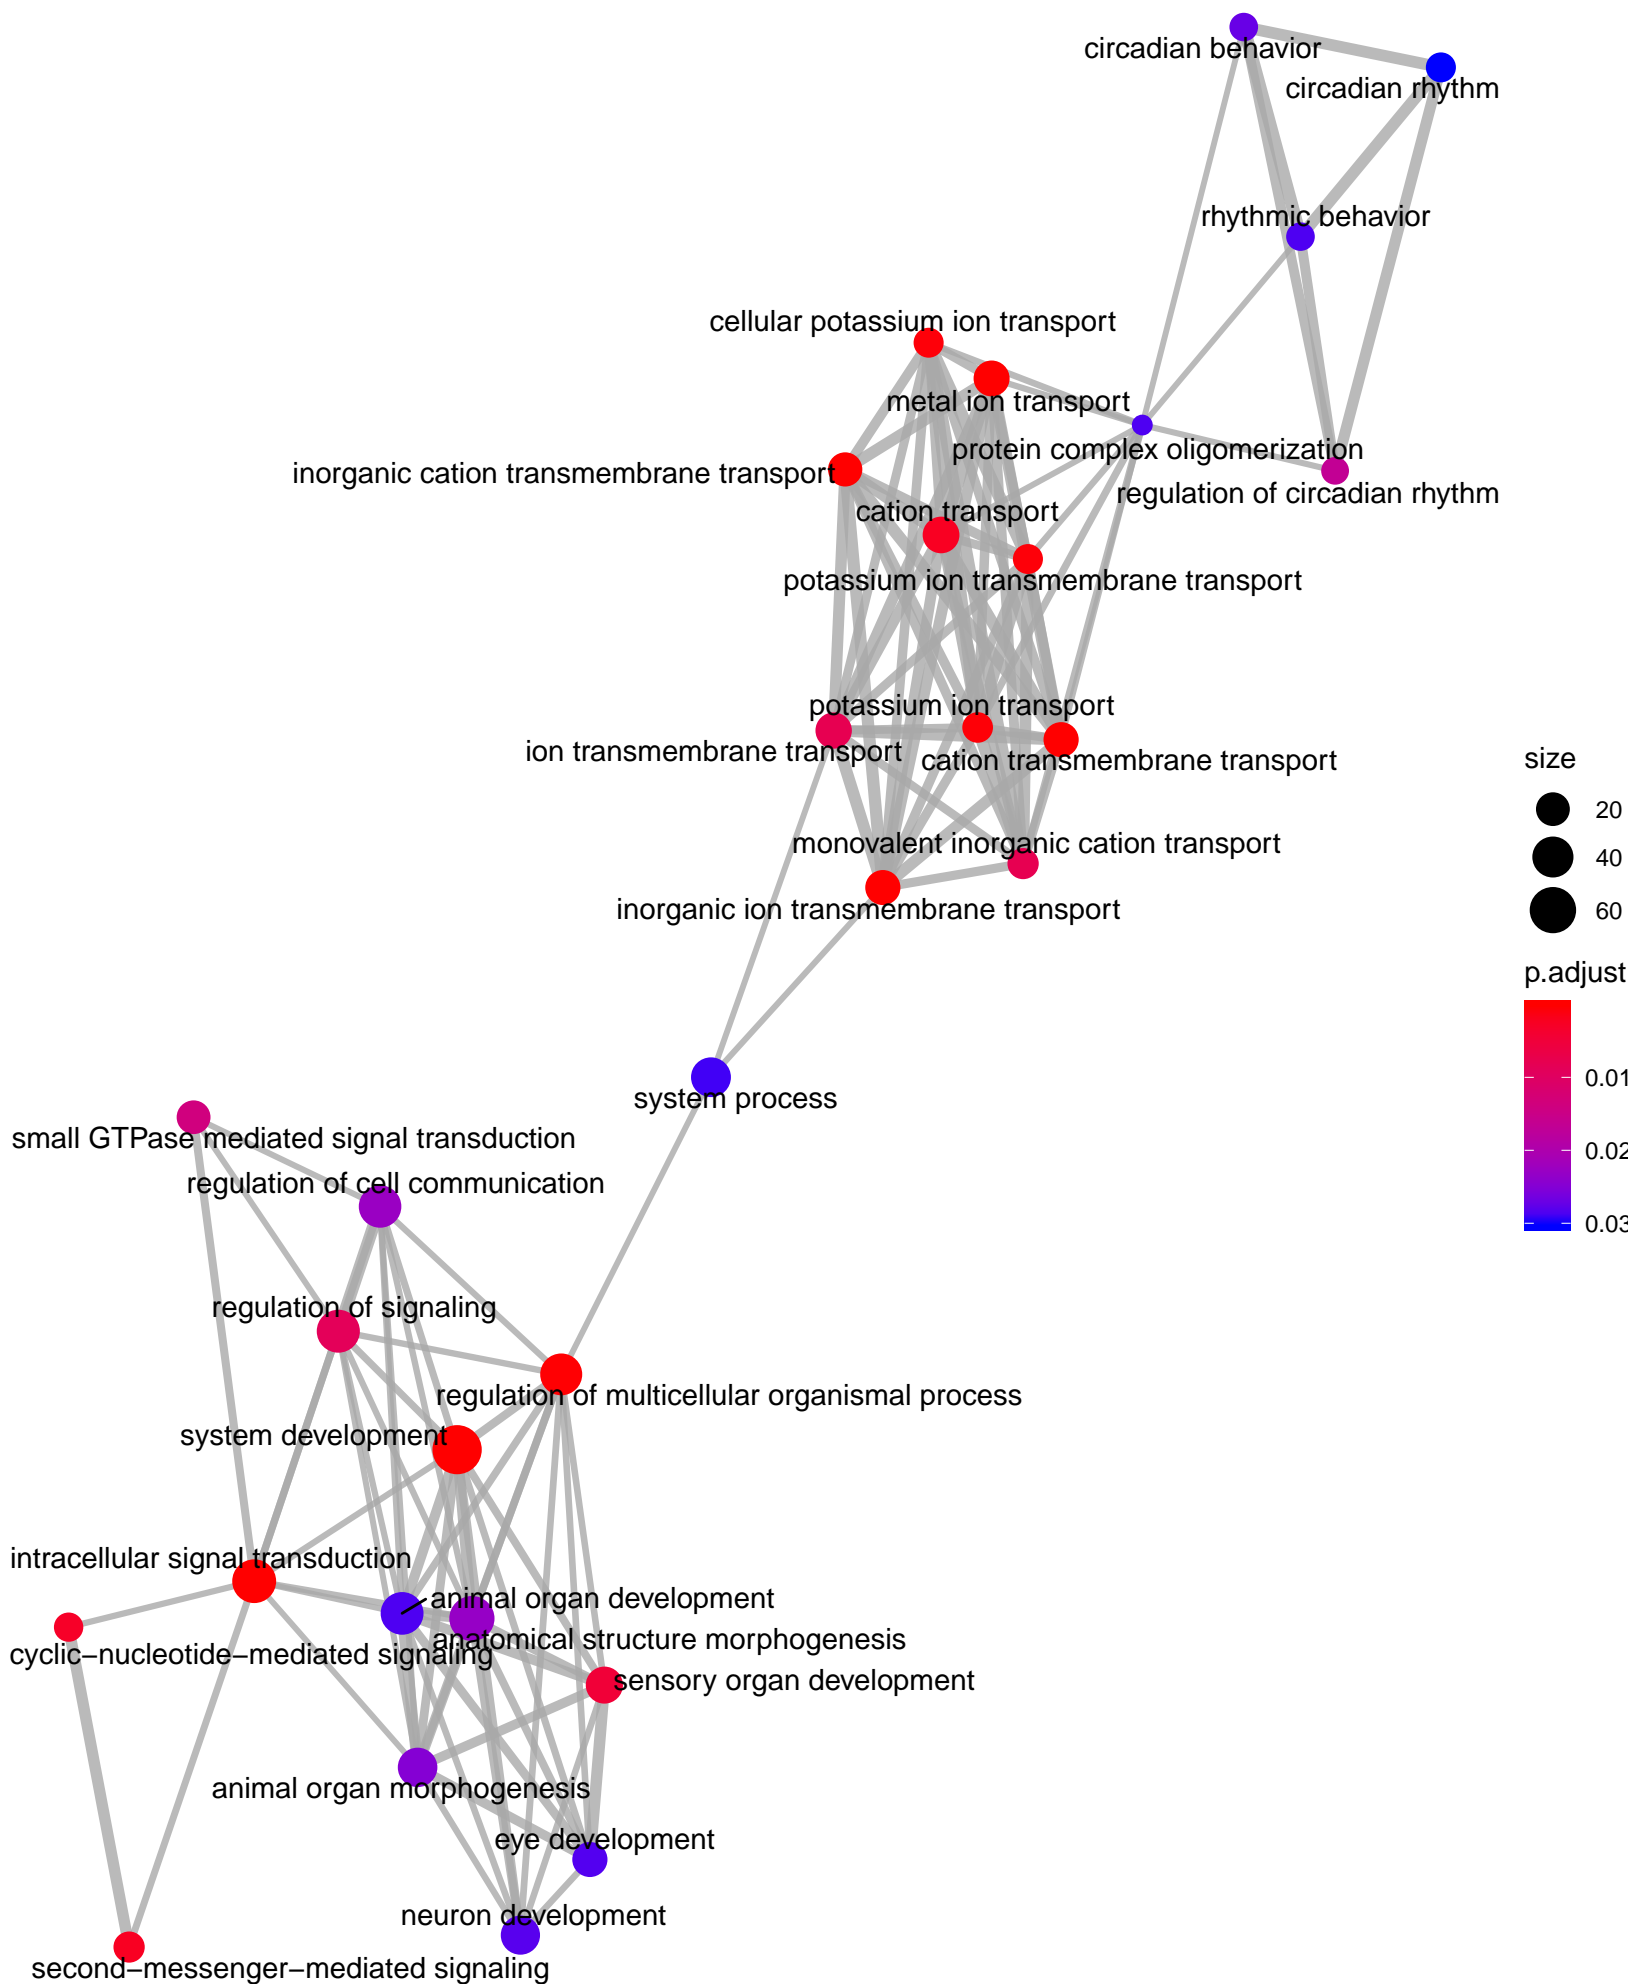 circadian behavior
circadian rhythm
rhythmic behavior
cellular potassium ion transport
metal ion transport
protein complex oligomerization
inorganic cation transmembrane transport
regulation of circadian rhythm
cation transport
potassium ion transmembrane transport
potassium ion transport
ion transmembrane transport
cation transmembrane transport
size
20
40
60
monovalent inorganic cation transport
inorganic ion transmembrane transport
p.adjust
0.01
0.02
0.03
system process
small GTPase mediated signal transduction
regulation of cell communication
regulation of signaling
regulation of multicellular organismal process
system development
intracellular signal transduction
animal organ development
anatomical structure morphogenesis
cyclic−nucleotide−mediated signaling
sensory organ development
animal organ morphogenesis
eye development
neuron development
second−messenger−mediated signaling